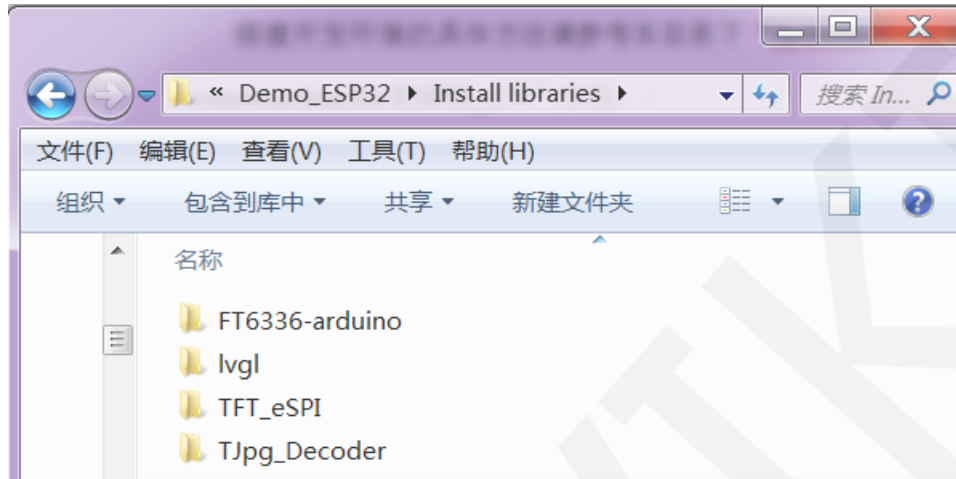 « Demo_ESP32 ▸ Install libraries ▸ 搜索 In...
文件(F) 编辑(E) 查看(V) 工具(T) 帮助(H)
组织 包含到库中 共享 新建文件夹
名称
FT6336-arduino
lvgl
TFT_eSPI
TJpg_Decoder